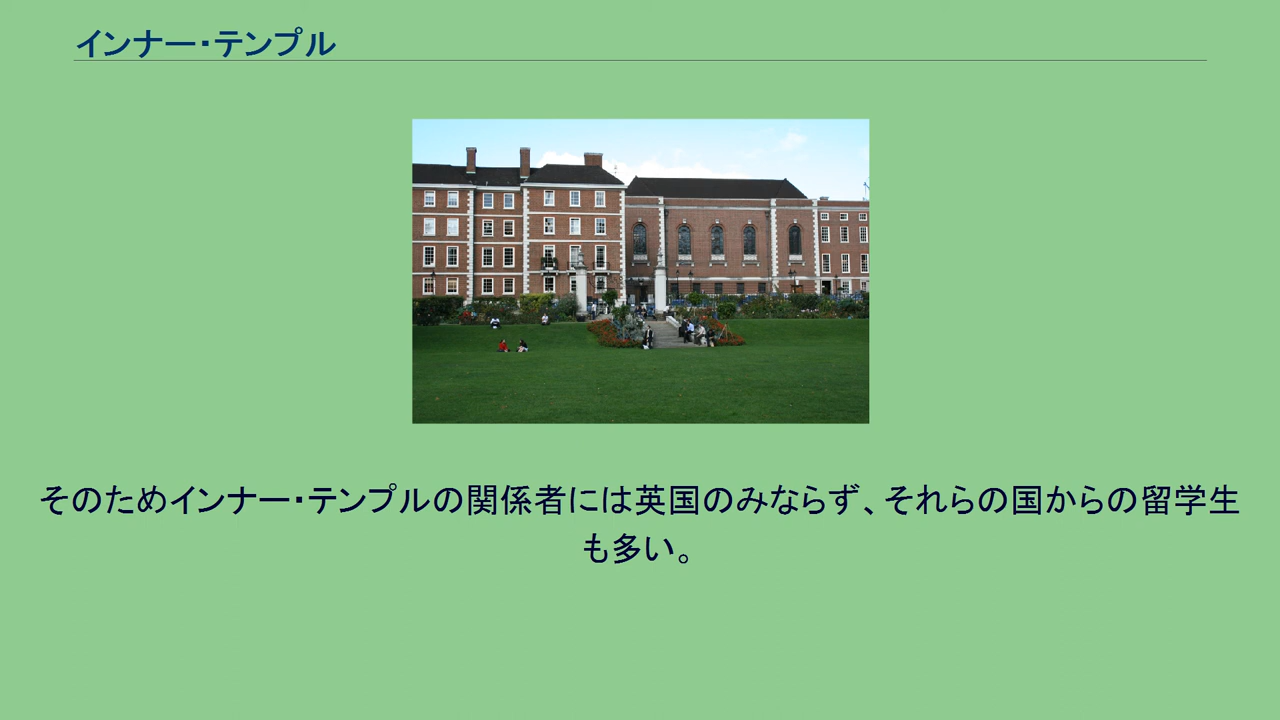 インナー・テンプル
そのためインナー・テンプルの関係者には英国のみならず、それらの国からの留学生
も多い。